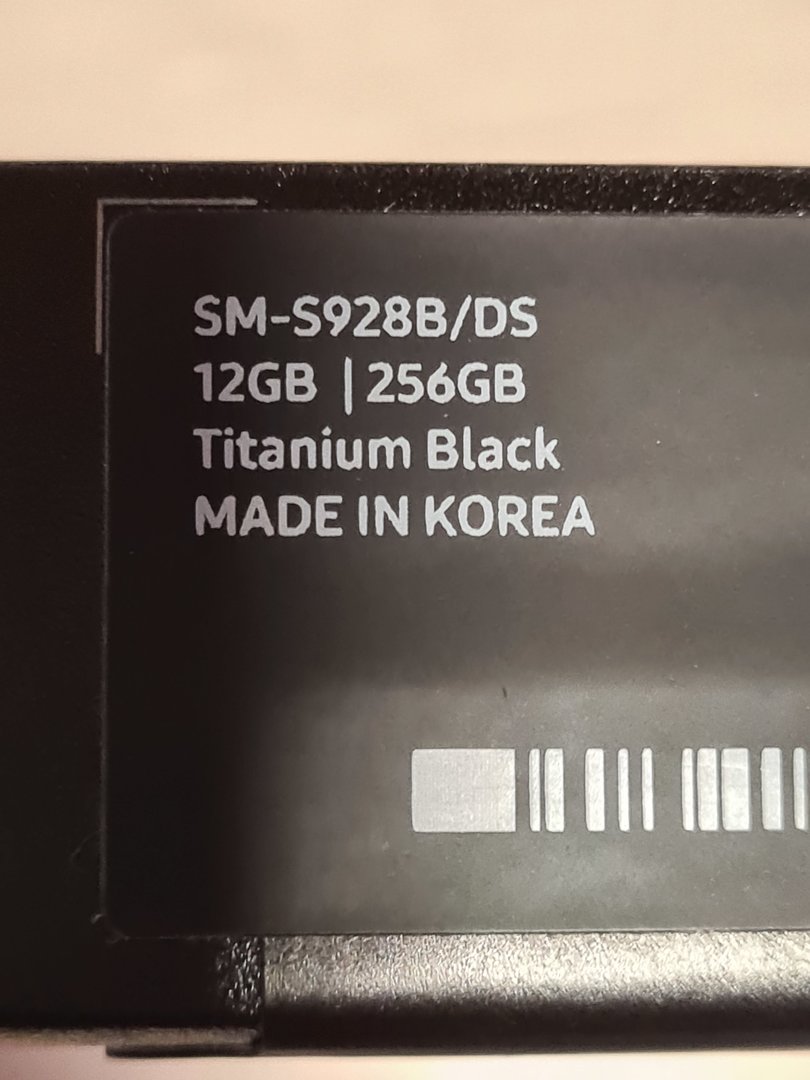 SM-S928B/DS
12GB | 256GB
Titanium Black
MADE IN KOREA